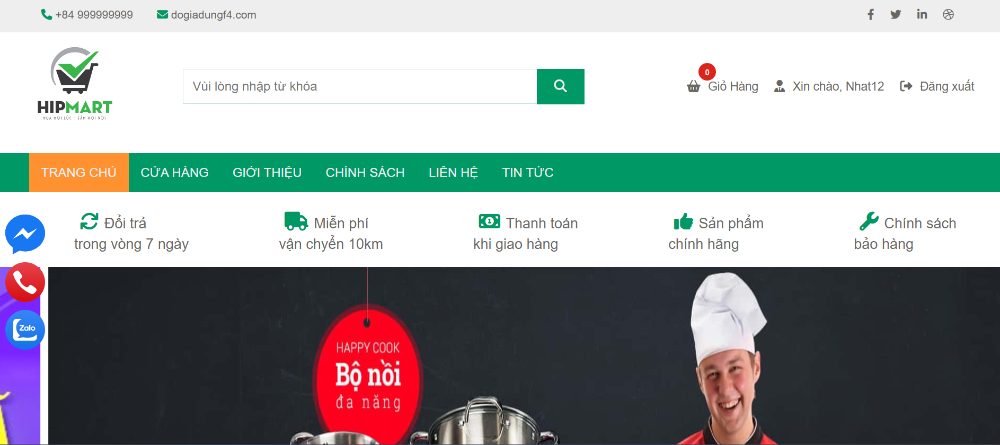 +84 999999999 dogiadungf4.com
HIPMART
MUA MỌI LÚC - SẮM MỌI NƠI
Vùi lòng nhập từ khóa
0
Giỏ Hàng Xin chào, Nhat12 Đăng xuất
TRANG CHỦ CỬA HÀNG GIỚI THIỆU CHÍNH SÁCH LIÊN HỆ TIN TỨC
Đổi trả
trong vòng 7 ngày
Miễn phí
vận chyển 10km
Thanh toán
khi giao hàng
Sản phẩm
chính hãng
Chính sách
bảo hàng
Zalo
HAPPY COOK
Bộ nồi
đa năng